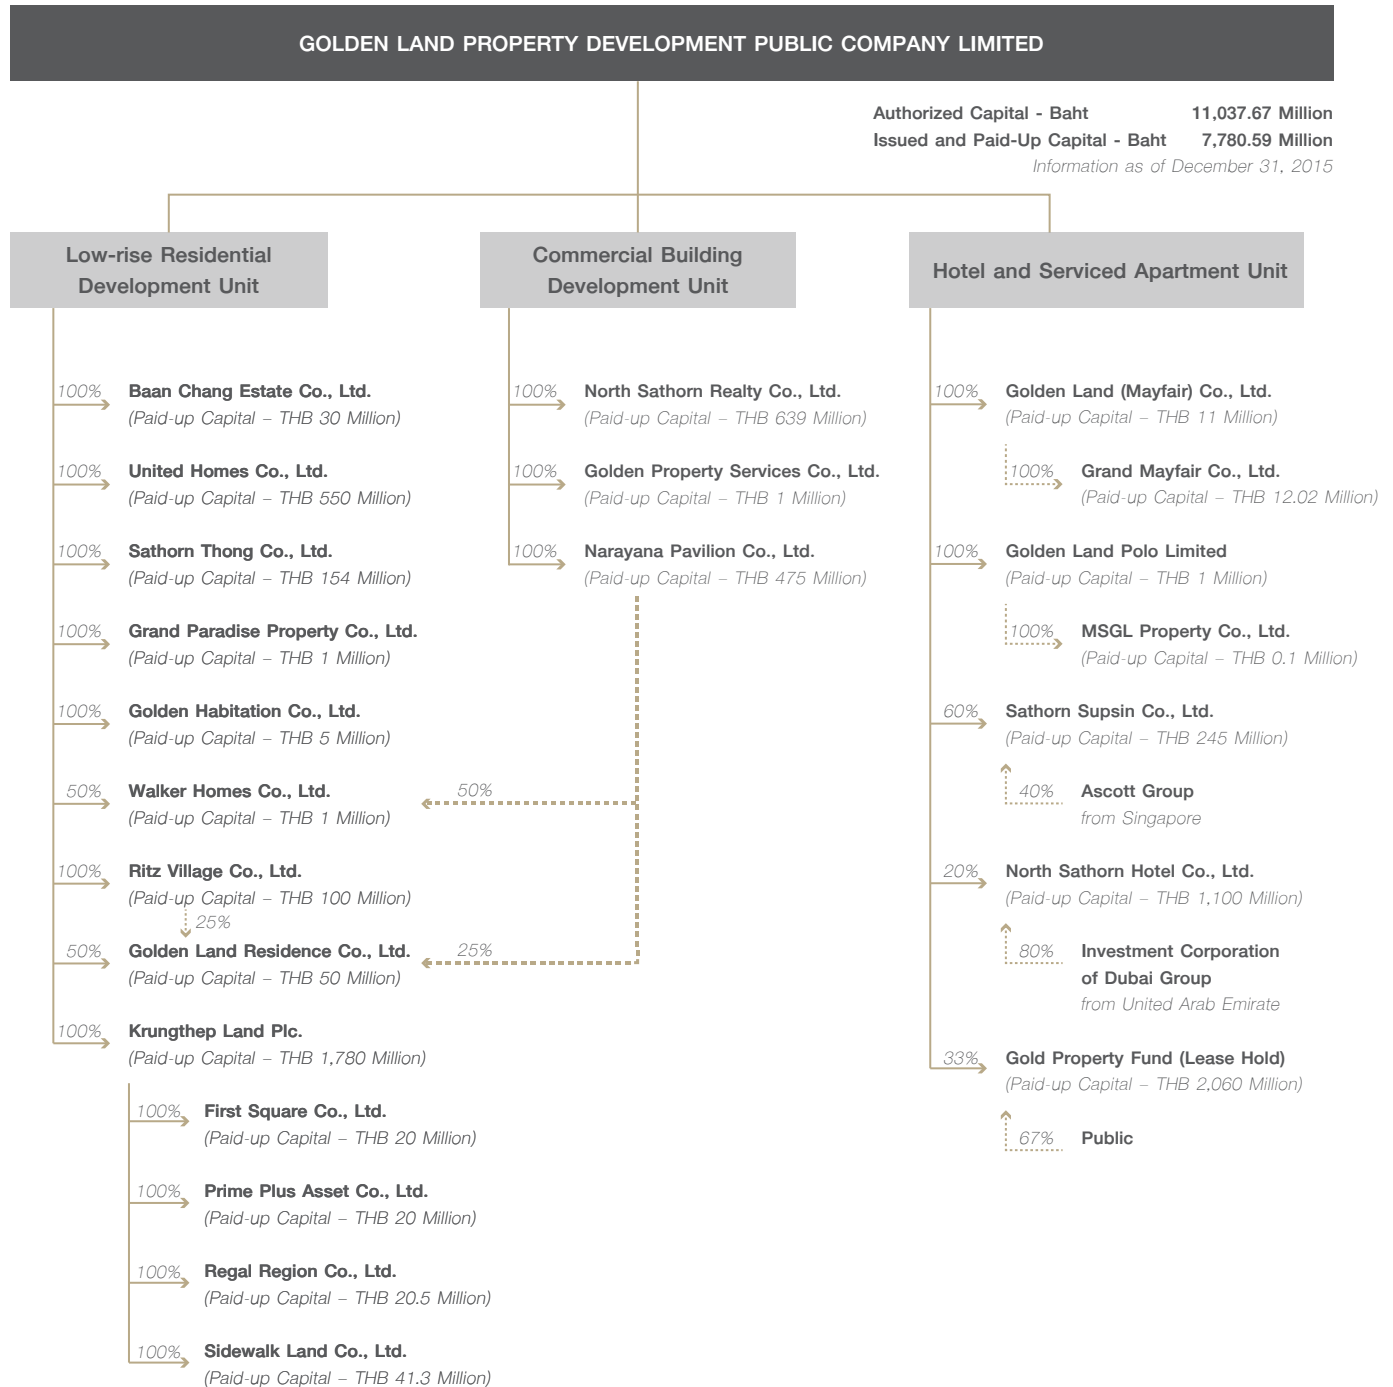 GOLDEN LAND PROPERTY DEVELOPMENT PUBLIC COMPANY LIMITED
Authorized Capital - Baht 11,037.67 Million
Issued and Paid-Up Capital - Baht 7,780.59 Million
Information as of December 31, 2015
Low-rise Residential
Development Unit
100% Baan Chang Estate Co., Ltd.
(Paid-up Capital – THB 30 Million)
100% United Homes Co., Ltd.
(Paid-up Capital – THB 550 Million)
100% Sathorn Thong Co., Ltd.
(Paid-up Capital – THB 154 Million)
100% Grand Paradise Property Co., Ltd.
(Paid-up Capital – THB 1 Million)
100% Golden Habitation Co., Ltd.
(Paid-up Capital – THB 5 Million)
50% Walker Homes Co., Ltd.
(Paid-up Capital – THB 1 Million)
100% Ritz Village Co., Ltd.
(Paid-up Capital – THB 100 Million)
25%
50% Golden Land Residence Co., Ltd.
(Paid-up Capital – THB 50 Million)
100% Krungthep Land Plc.
(Paid-up Capital – THB 1,780 Million)
100% First Square Co., Ltd.
(Paid-up Capital – THB 20 Million)
100% Prime Plus Asset Co., Ltd.
(Paid-up Capital – THB 20 Million)
100% Regal Region Co., Ltd.
(Paid-up Capital – THB 20.5 Million)
100% Sidewalk Land Co., Ltd.
(Paid-up Capital – THB 41.3 Million)
Commercial Building
Development Unit
100% North Sathorn Realty Co., Ltd.
(Paid-up Capital – THB 639 Million)
100% Golden Property Services Co., Ltd.
(Paid-up Capital – THB 1 Million)
100% Narayana Pavilion Co., Ltd.
(Paid-up Capital – THB 475 Million)
50%
25%
Hotel and Serviced Apartment Unit
100% Golden Land (Mayfair) Co., Ltd.
(Paid-up Capital – THB 11 Million)
100% Grand Mayfair Co., Ltd.
(Paid-up Capital – THB 12.02 Million)
100% Golden Land Polo Limited
(Paid-up Capital – THB 1 Million)
100% MSGL Property Co., Ltd.
(Paid-up Capital – THB 0.1 Million)
60% Sathorn Supsin Co., Ltd.
(Paid-up Capital – THB 245 Million)
40% Ascott Group
from Singapore
20% North Sathorn Hotel Co., Ltd.
(Paid-up Capital – THB 1,100 Million)
80% Investment Corporation
of Dubai Group
from United Arab Emirate
33% Gold Property Fund (Lease Hold)
(Paid-up Capital – THB 2,060 Million)
67% Public